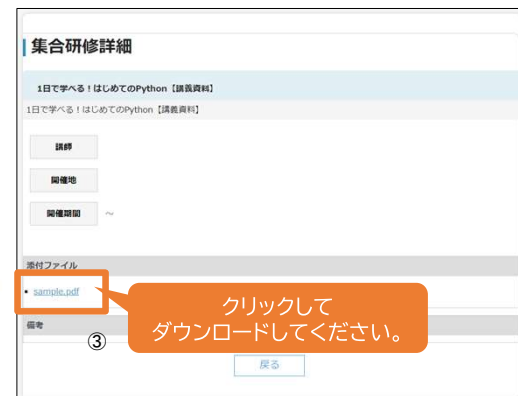 集合研修詳細
1日で学べる！はじめてのPython【講義資料】
1日で学べる！はじめてのPython【講義資料】
講師
開催地
開催期間 ～
添付ファイル
• sample.pdf
クリックして
ダウンロードしてください。
備考
③
戻る